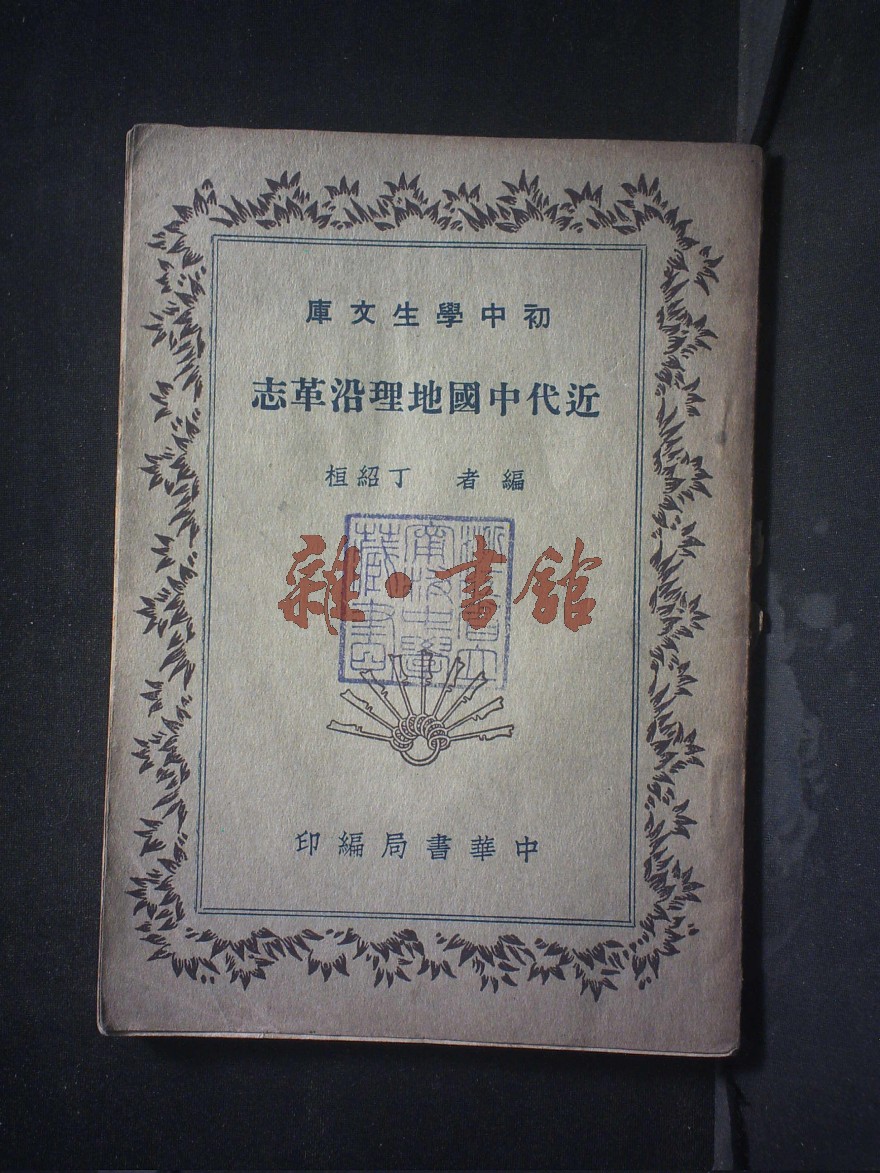 初中學生文庫
近代中國地理沿革志
編者 丁紹桓
雜·書館
中華書局編印